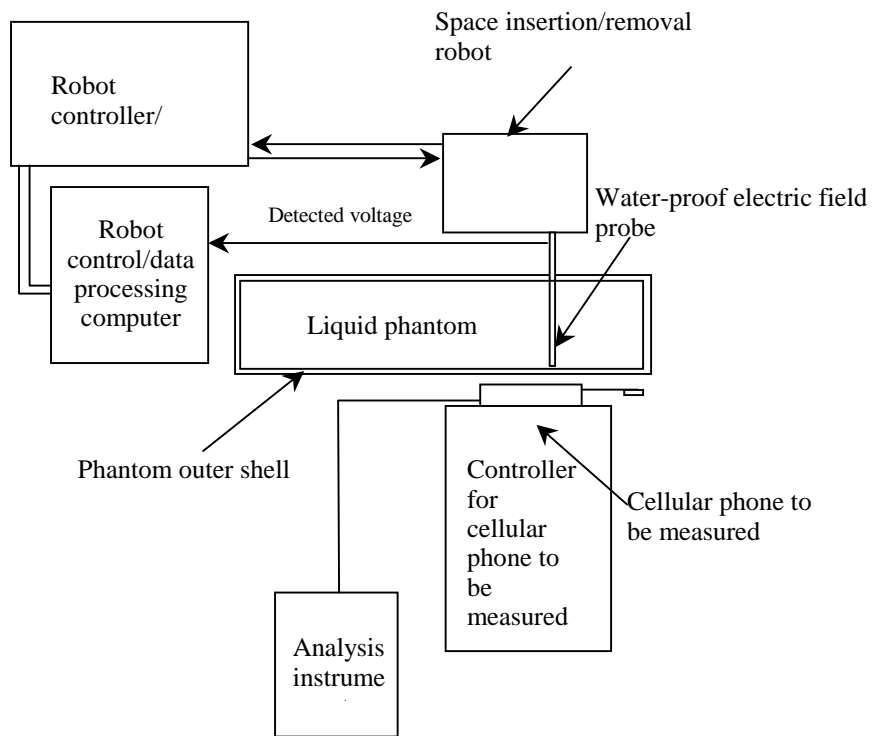 Space insertion/removal
robot
Robot
controller/
Water-proof electric field
probe
Detected voltage
Robot
control/data
processing
computer
Liquid phantom
Phantom outer shell
Controller
for
cellular
phone to
be
measured
Cellular phone to
be measured
Analysis
instrume